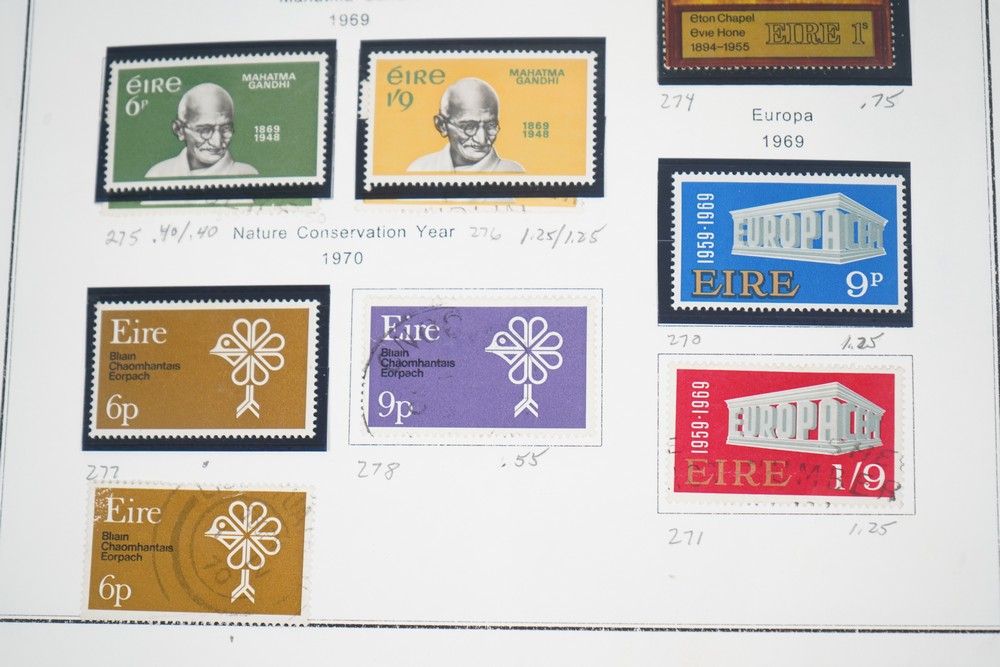 1969
éIRE
6P
MAHATMA
GANDHI
1869
1948
éIRE
1/9
MAHATMA
GANDHI
1869
1948
275 .40/.40
276 1.25/1.25
Nature Conservation Year
1970
Eire
Bliain
Chaomhantais
Eorpach
6p
277
Eire
Bliain
Chaomhantais
Eorpach
9p
278 .55
Eire
Bliain
Chaomhantais
Eorpach
6p
eton Chapel
evie Hone
1894-1955
EIRE 1s
274 .75
Europa
1969
1959-1969
EUROPA CEPT
EIRE
9P
270 1.25
1959-1969
EUROPA CEPT
EIRE
1/9
271 1.25